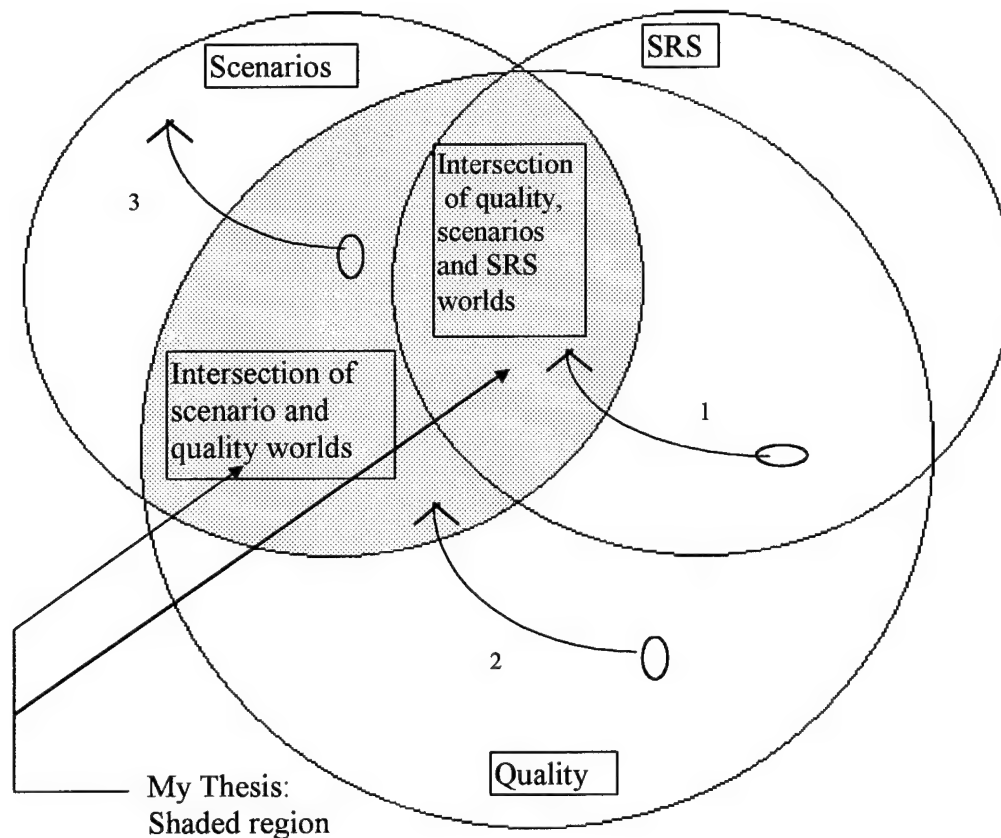 Scenarios
SRS
Intersection
of quality,
scenarios
and SRS
worlds
3
Intersection of
scenario and
quality worlds
1
2
Quality
My Thesis:
Shaded region